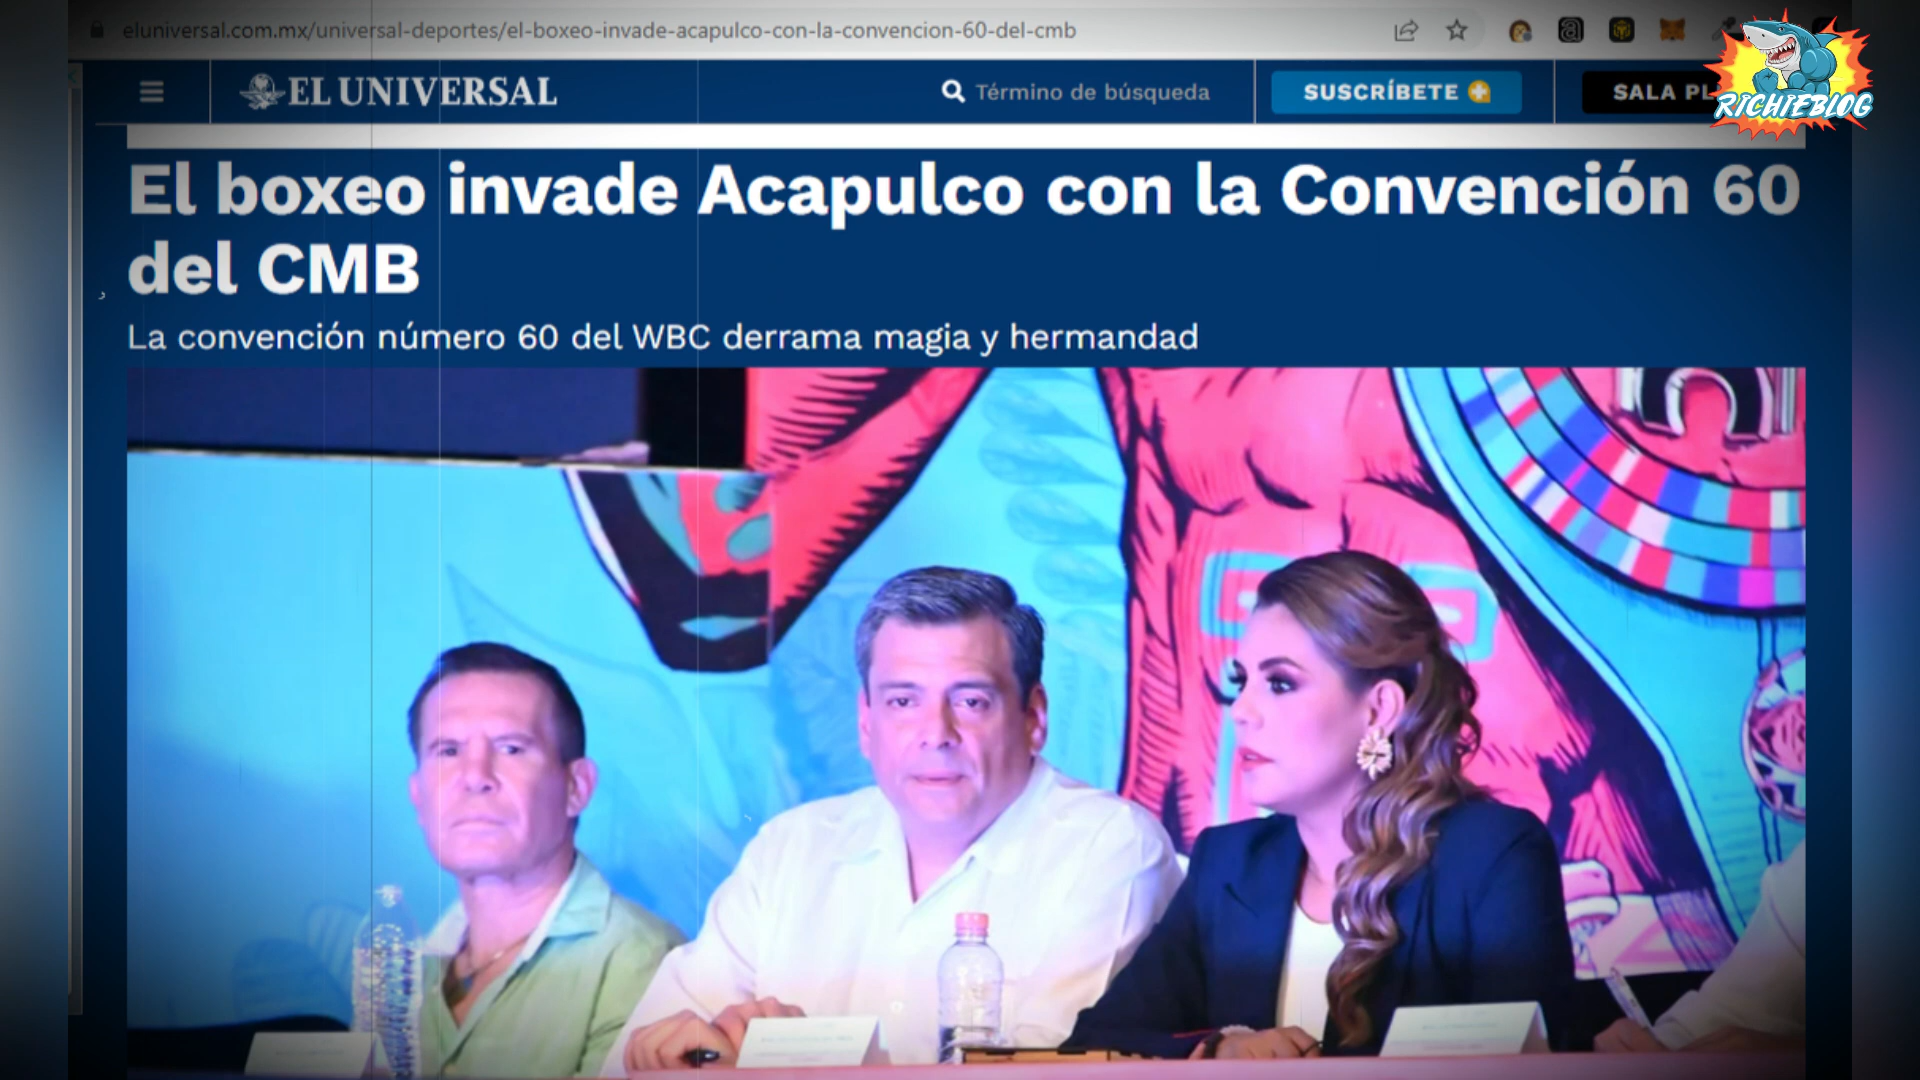 eluniversal.com.mx/universal-deportes/el-boxeo-invade-acapulco-con-la-convencion-60-del-cmb
EL UNIVERSAL
Término de búsqueda
SUSCRÍBETE
SALA
RICHIEBLOG
El boxeo invade Acapulco con la Convención 60
del CMB
La convención número 60 del WBC derrama magia y hermandad